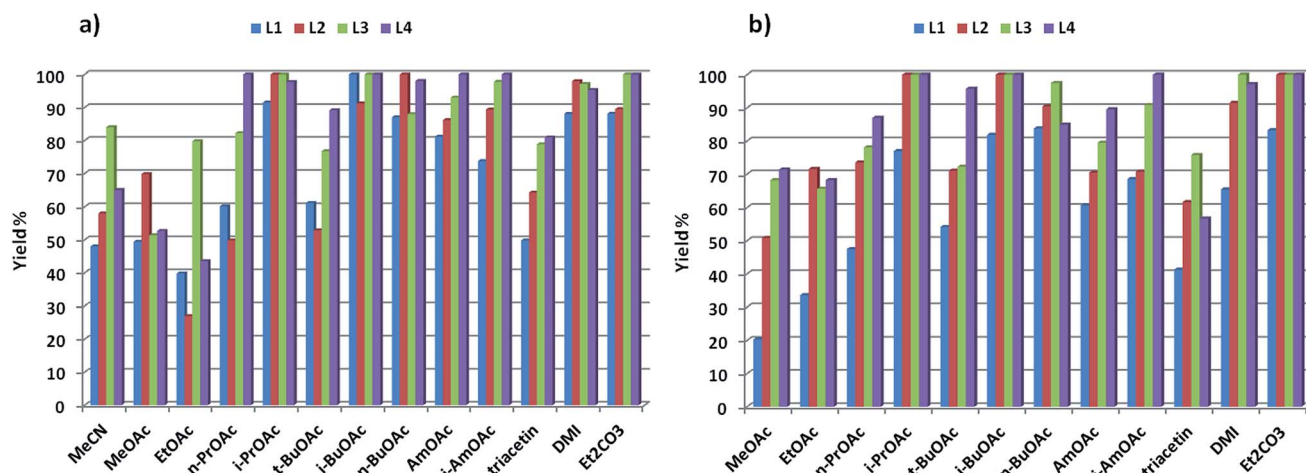 a)
L1 L2 L3 L4
Yield%
100
90
80
70
60
50
40
30
20
10
0
MeCN
MeOAc
EtOAc
n-PrOAc
i-PrOAc
t-BuOAc
i-BuOAc
n-BuOAc
AmOAc
i-AmOAc
triacetin
DMI
Et2CO3
b)
L1 L2 L3 L4
Yield%
100
90
80
70
60
50
40
30
20
10
0
MeOAc
EtOAc
n-PrOAc
i-PrOAc
t-BuOAc
i-BuOAc
n-BuOAc
AmOAc
i-AmOAc
triacetin
DMI
Et2CO3